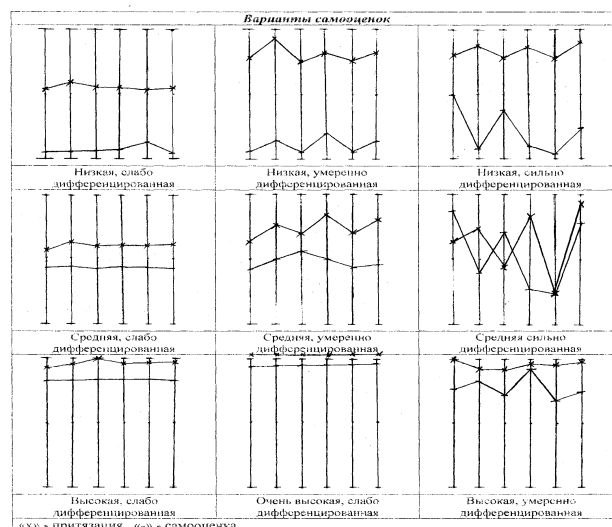 Варианты самооценок
Низкая, слабо
дифференцированная
Низкая, умеренно
дифференцированная
Низкая, сильно
дифференцированная
Средняя, слабо
дифференцированная
Средняя, умеренно
дифференцированная
Средняя сильно
дифференцированная
Высокая, слабо
дифференцированная
Очень высокая, слабо
дифференцированная
Высокая, умеренно
дифференцированная
«х» - притязания, «-» - самооценка